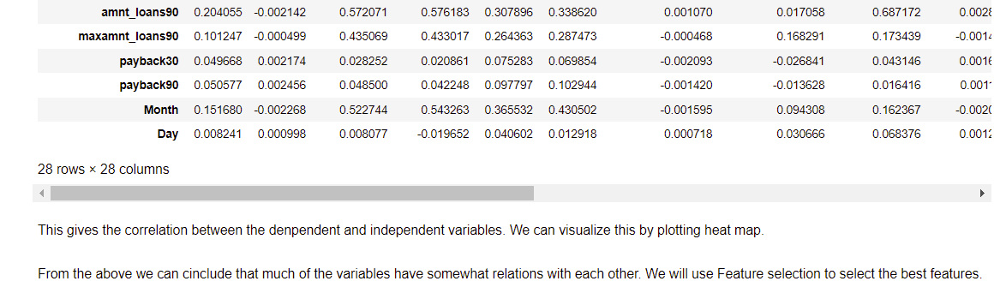 amnt_loans90 0.204055 -0.002142 0.572071 0.576183 0.307896 0.338620 0.001070 0.017058 0.687172
maxamnt_loans90 0.101247 -0.000499 0.435069 0.433017 0.264363 0.287473 -0.000468 0.168291 0.173439
payback30 0.049668 0.002174 0.028252 0.020861 0.075283 0.069854 -0.002093 -0.026841 0.043146
payback90 0.050577 0.002456 0.048500 0.042248 0.097797 0.102944 -0.001420 -0.013628 0.016416
Month 0.151680 -0.002268 0.522744 0.543263 0.365532 0.430502 -0.001595 0.094308 0.162367
Day 0.008241 0.000998 0.008077 -0.019652 0.040602 0.012918 0.000718 0.030666 0.068376
28 rows × 28 columns
This gives the correlation between the denpendent and independent variables. We can visualize this by plotting heat map.
From the above we can cinclude that much of the variables have somewhat relations with each other. We will use Feature selection to select the best features.